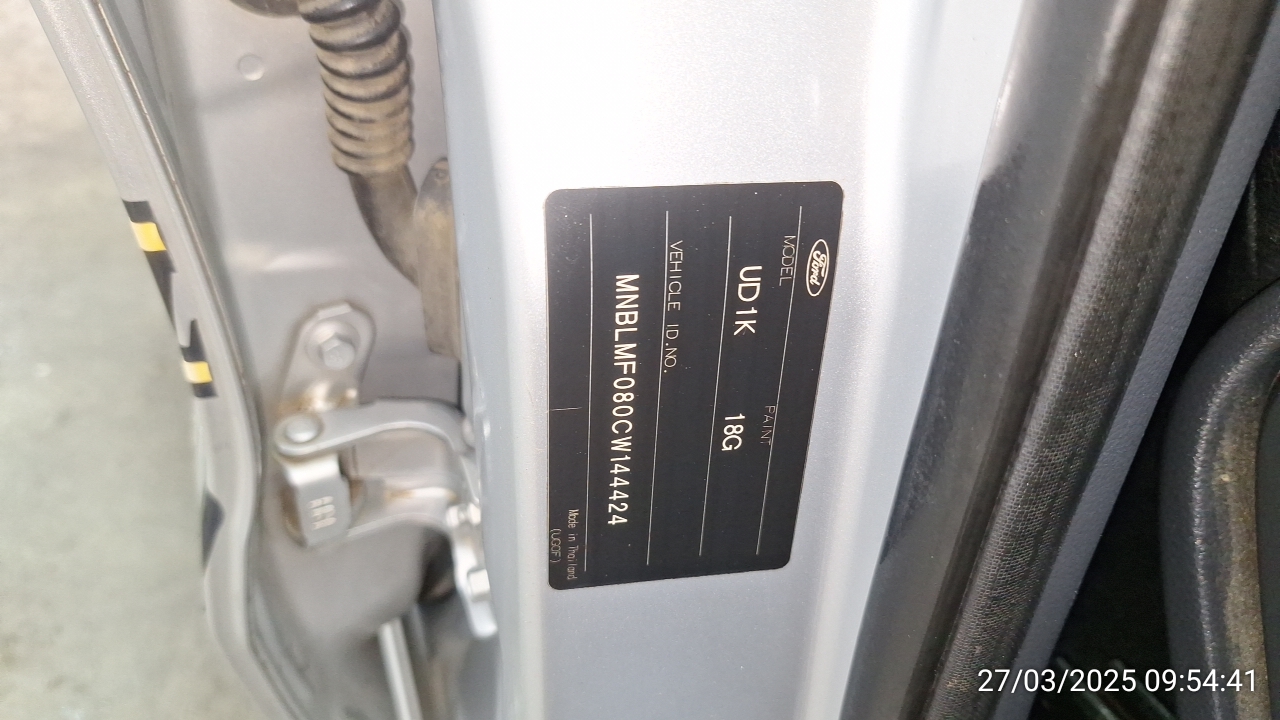 Ford
MODEL PAINT
UD1K 18G
VEHICLE ID.NO.
MNBLMF080CW144424
Made in Thailand
(UGOF)
27/03/2025 09:54:41